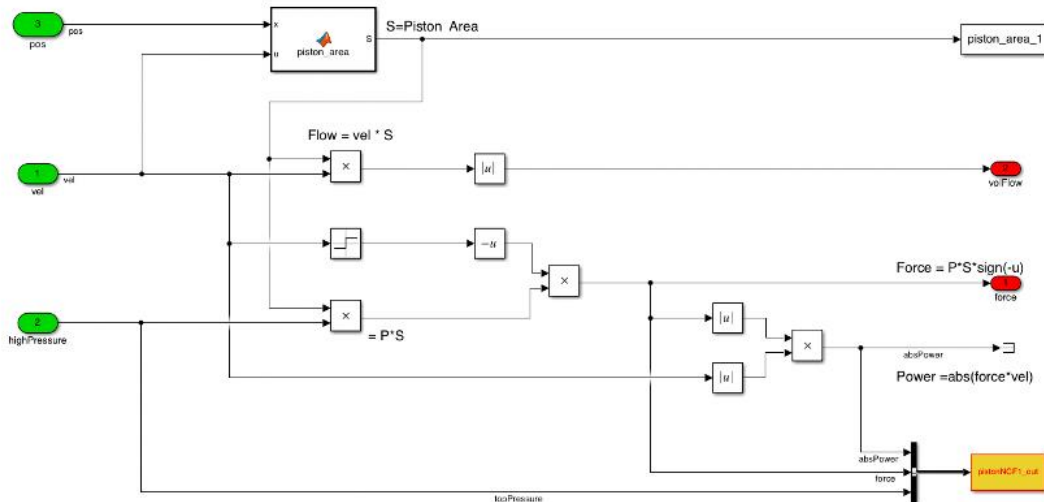 3
pos
pos
x
u
S
piston_area
S=Piston Area
piston_area_1
Flow = vel * S
1
vel
vel
×
|u|
2
volFlow
-u
×
Force = P*S*sign(-u)
1
force
2
highPressure
×
= P*S
|u|
×
|u|
absPower
Power =abs(force*vel)
absPower
force
topPressure
pistonNCF1_out